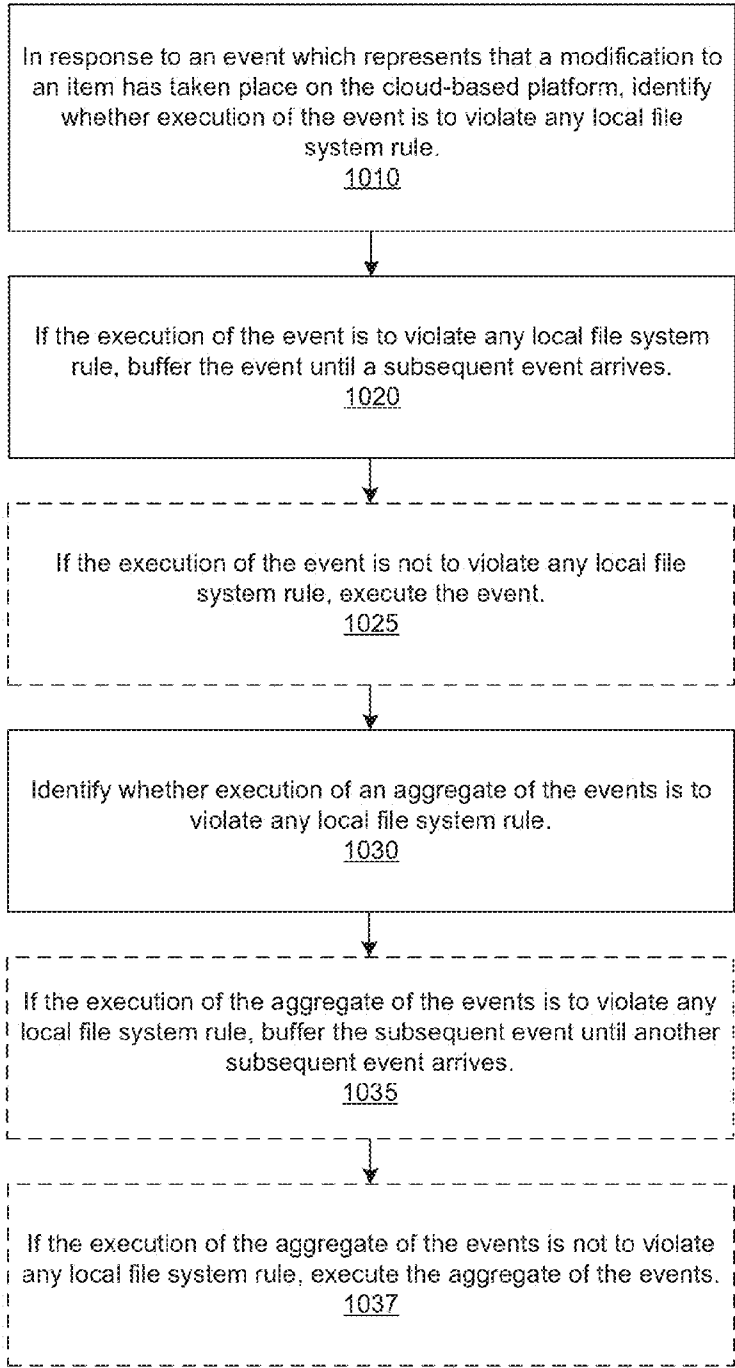 In response to an event which represents that a modification to
an item has taken place on the cloud-based platform, identify
whether execution of the event is to violate any local file
system rule.
1010
If the execution of the event is to violate any local file system
rule, buffer the event until a subsequent event arrives.
1020
If the execution of the event is not to violate any local file
system rule, execute the event.
1025
Identify whether execution of an aggregate of the events is to
violate any local file system rule.
1030
If the execution of the aggregate of the events is to violate any
local file system rule, buffer the subsequent event until another
subsequent event arrives.
1035
If the execution of the aggregate of the events is not to violate
any local file system rule, execute the aggregate of the events.
1037